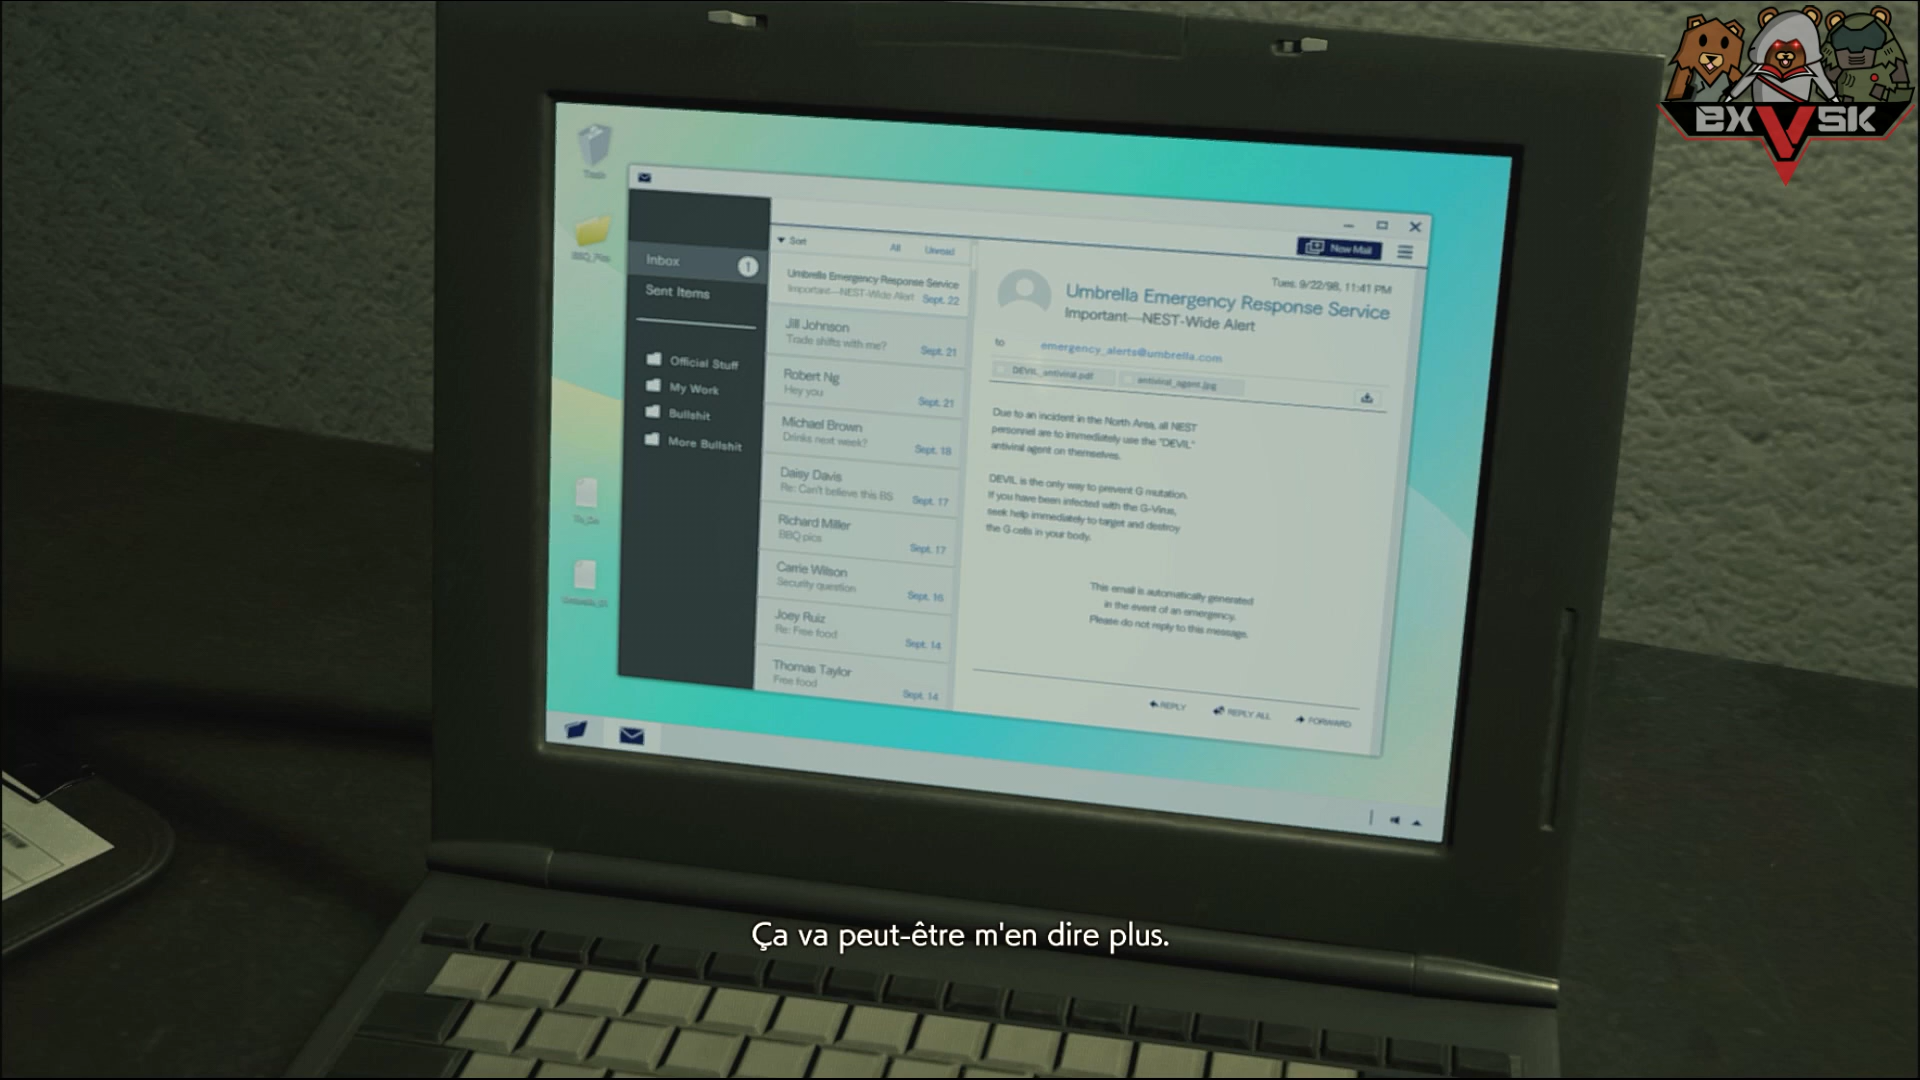 EX SK
Trash
BBQ_Pics
To_Do
Inbox
1
Sent Items
Official Stuff
My Work
Bullshit
More Bullshit
Sort
All
Unread
Umbrella Emergency Response Service
Important—NEST-Wide Alert
Sept. 22
Jill Johnson
Trade shifts with me?
Sept. 21
Robert Ng
Hey you
Sept. 21
Michael Brown
Drinks next week?
Sept. 18
Daisy Davis
Re: Can't believe this BS
Sept. 17
Richard Miller
BBQ pics
Sept. 17
Carrie Wilson
Security question
Sept. 16
Joey Ruiz
Re: Free food
Sept. 14
Thomas Taylor
Free food
Sept. 14
New Mail
Tues. 9/22/98, 11:41 PM
Umbrella Emergency Response Service
Important—NEST-Wide Alert
to emergency_alerts@umbrella.com
DEVIL_antiviral.pdf antiviral_agent.jpg
Due to an incident in the North Area, all NEST
personnel are to immediately use the "DEVIL"
antiviral agent on themselves.
DEVIL is the only way to prevent G mutation.
If you have been infected with the G-Virus,
seek help immediately to target and destroy
the G cells in your body.
This email is automatically generated
in the event of an emergency.
Please do not reply to this message.
REPLY REPLY ALL FORWARD
Ça va peut-être m'en dire plus.